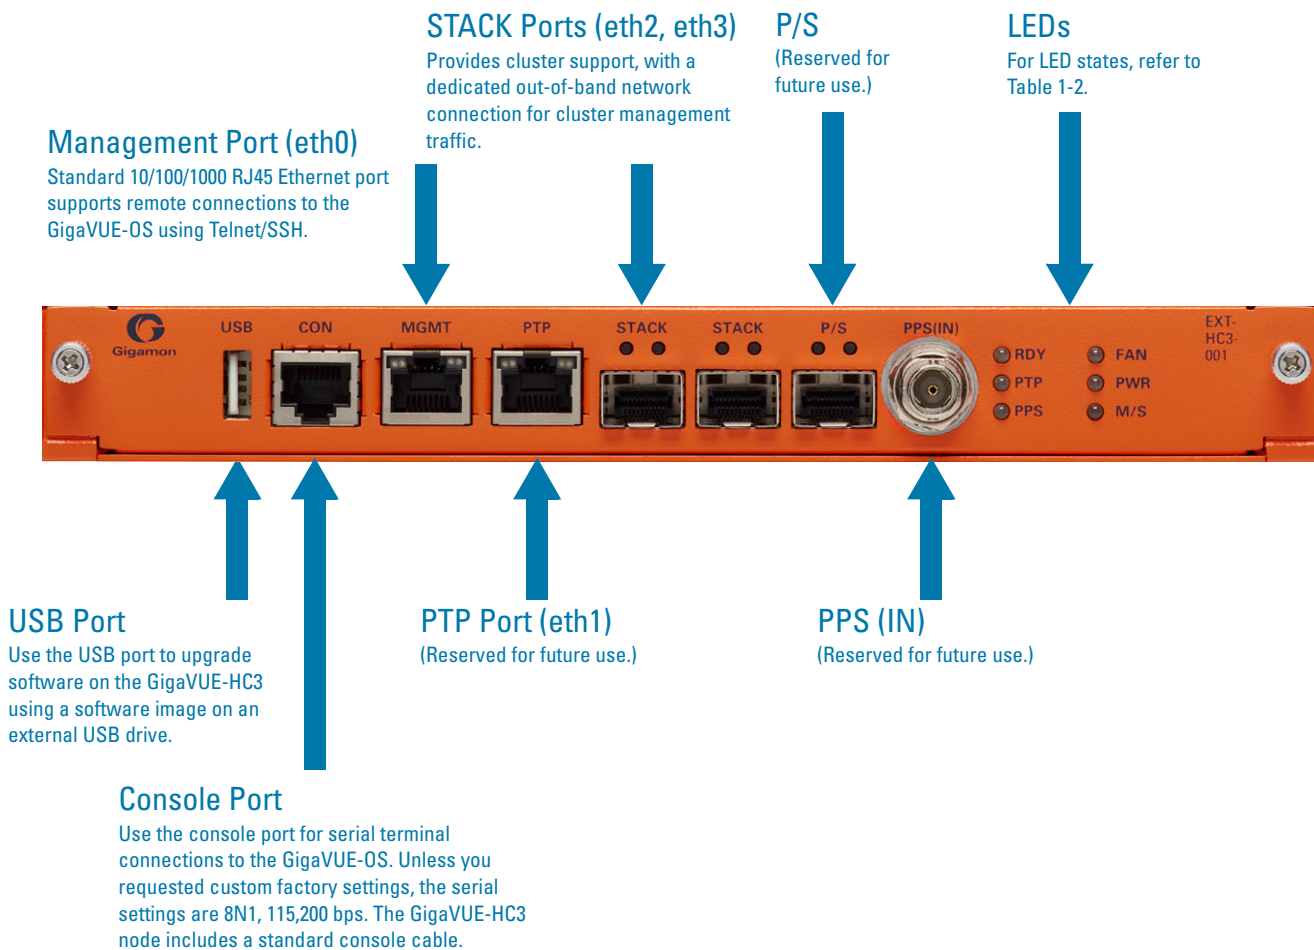 STACK Ports (eth2, eth3)
Provides cluster support, with a
dedicated out-of-band network
connection for cluster management
traffic.
P/S
(Reserved for
future use.)
LEDs
For LED states, refer to
Table 1-2.
Management Port (eth0)
Standard 10/100/1000 RJ45 Ethernet port
supports remote connections to the
GigaVUE-OS using Telnet/SSH.
Gigamon
USB
CON
MGMT
PTP
STACK
STACK
P/S
PPS(IN)
RDY
PTP
PPS
FAN
PWR
M/S
EXT-
HC3-
001
USB Port
Use the USB port to upgrade
software on the GigaVUE-HC3
using a software image on an
external USB drive.
PTP Port (eth1)
(Reserved for future use.)
PPS (IN)
(Reserved for future use.)
Console Port
Use the console port for serial terminal
connections to the GigaVUE-OS. Unless you
requested custom factory settings, the serial
settings are 8N1, 115,200 bps. The GigaVUE-HC3
node includes a standard console cable.